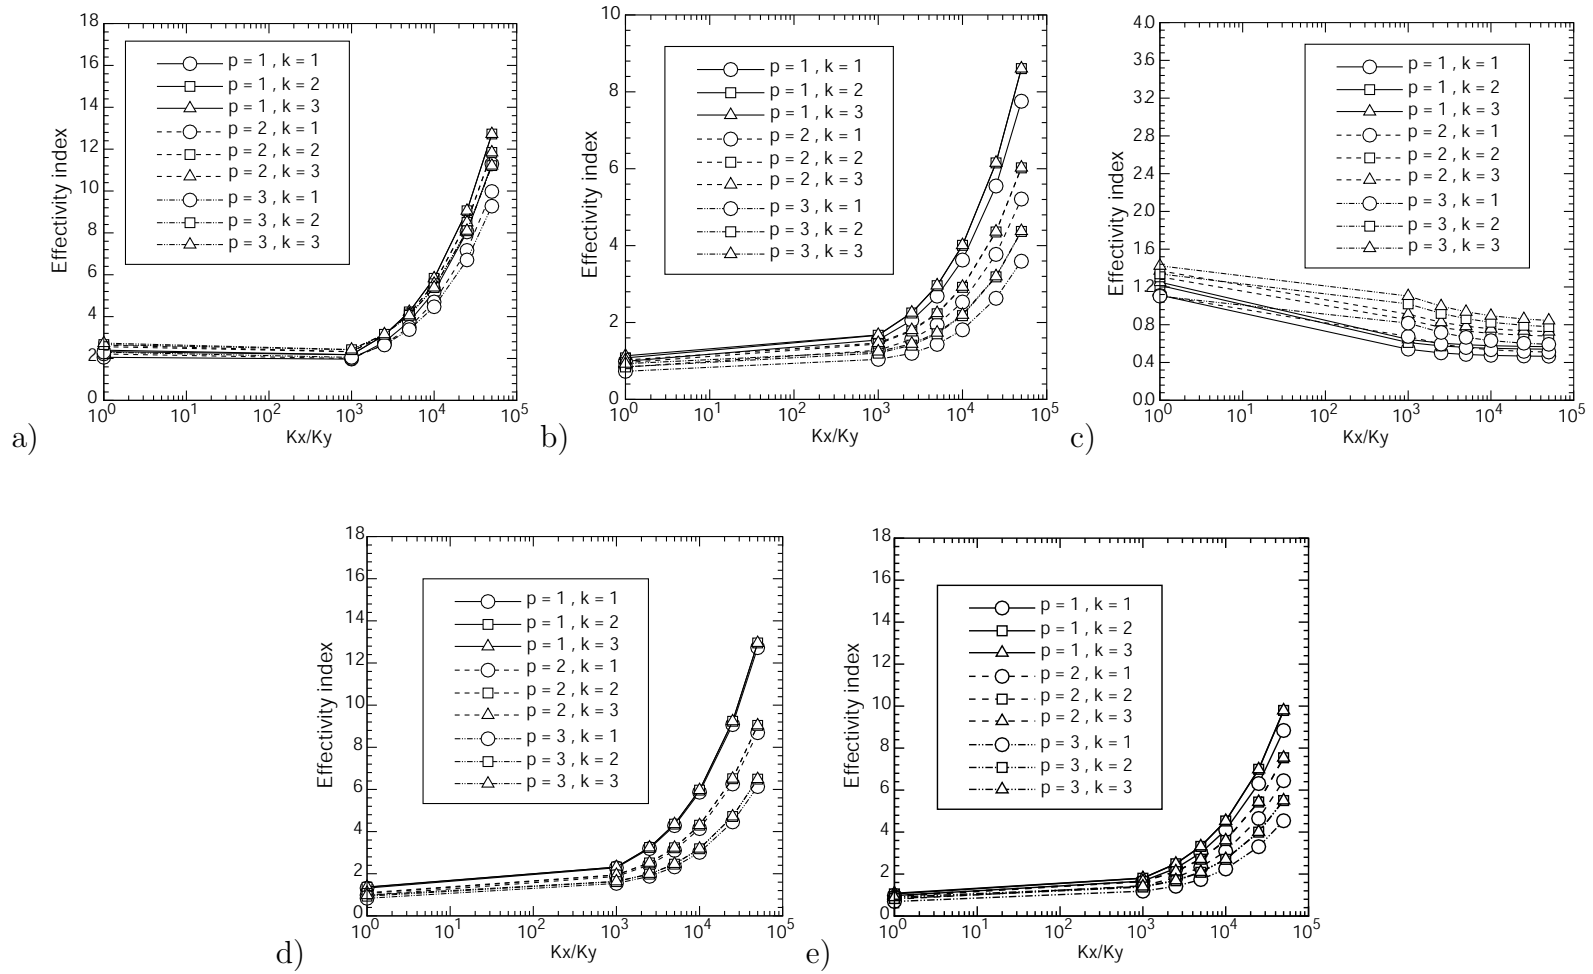 18
16
14
12
10
8
6
4
2
0
Effectivity index
p = 1 , k = 1
p = 1 , k = 2
p = 1 , k = 3
p = 2 , k = 1
p = 2 , k = 2
p = 2 , k = 3
p = 3 , k = 1
p = 3 , k = 2
p = 3 , k = 3
10^0 10^1 10^2 10^3 10^4 10^5
Kx/Ky
a)
10
8
6
4
2
0
Effectivity index
p = 1 , k = 1
p = 1 , k = 2
p = 1 , k = 3
p = 2 , k = 1
p = 2 , k = 2
p = 2 , k = 3
p = 3 , k = 1
p = 3 , k = 2
p = 3 , k = 3
10^0 10^1 10^2 10^3 10^4 10^5
Kx/Ky
b)
4.0
3.6
3.2
2.8
2.4
2.0
1.6
1.2
0.8
0.4
0.0
Effectivity index
p = 1 , k = 1
p = 1 , k = 2
p = 1 , k = 3
p = 2 , k = 1
p = 2 , k = 2
p = 2 , k = 3
p = 3 , k = 1
p = 3 , k = 2
p = 3 , k = 3
10^0 10^1 10^2 10^3 10^4 10^5
Kx/Ky
c)
18
16
14
12
10
8
6
4
2
0
Effectivity index
p = 1 , k = 1
p = 1 , k = 2
p = 1 , k = 3
p = 2 , k = 1
p = 2 , k = 2
p = 2 , k = 3
p = 3 , k = 1
p = 3 , k = 2
p = 3 , k = 3
10^0 10^1 10^2 10^3 10^4 10^5
Kx/Ky
d)
18
16
14
12
10
8
6
4
2
0
Effectivity index
p = 1 , k = 1
p = 1 , k = 2
p = 1 , k = 3
p = 2 , k = 1
p = 2 , k = 2
p = 2 , k = 3
p = 3 , k = 1
p = 3 , k = 2
p = 3 , k = 3
10^0 10^1 10^2 10^3 10^4 10^5
Kx/Ky
e)